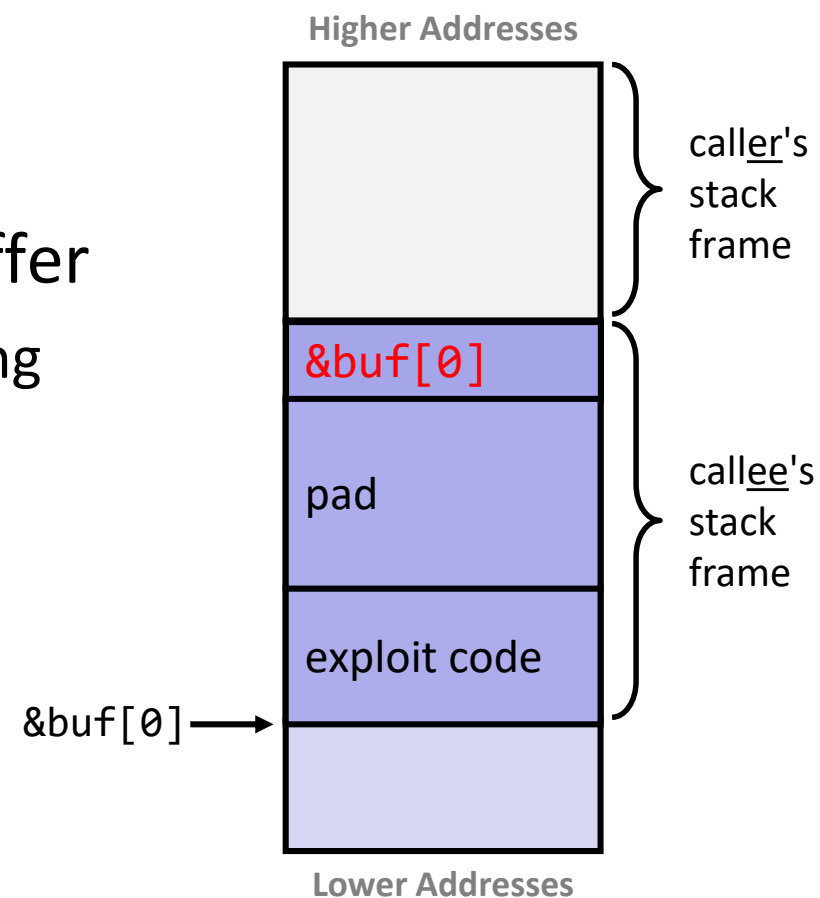 Higher Addresses
caller's
stack
frame
ffer
ng
&buf[0]
pad
callee's
stack
frame
exploit code
&buf[0]
Lower Addresses